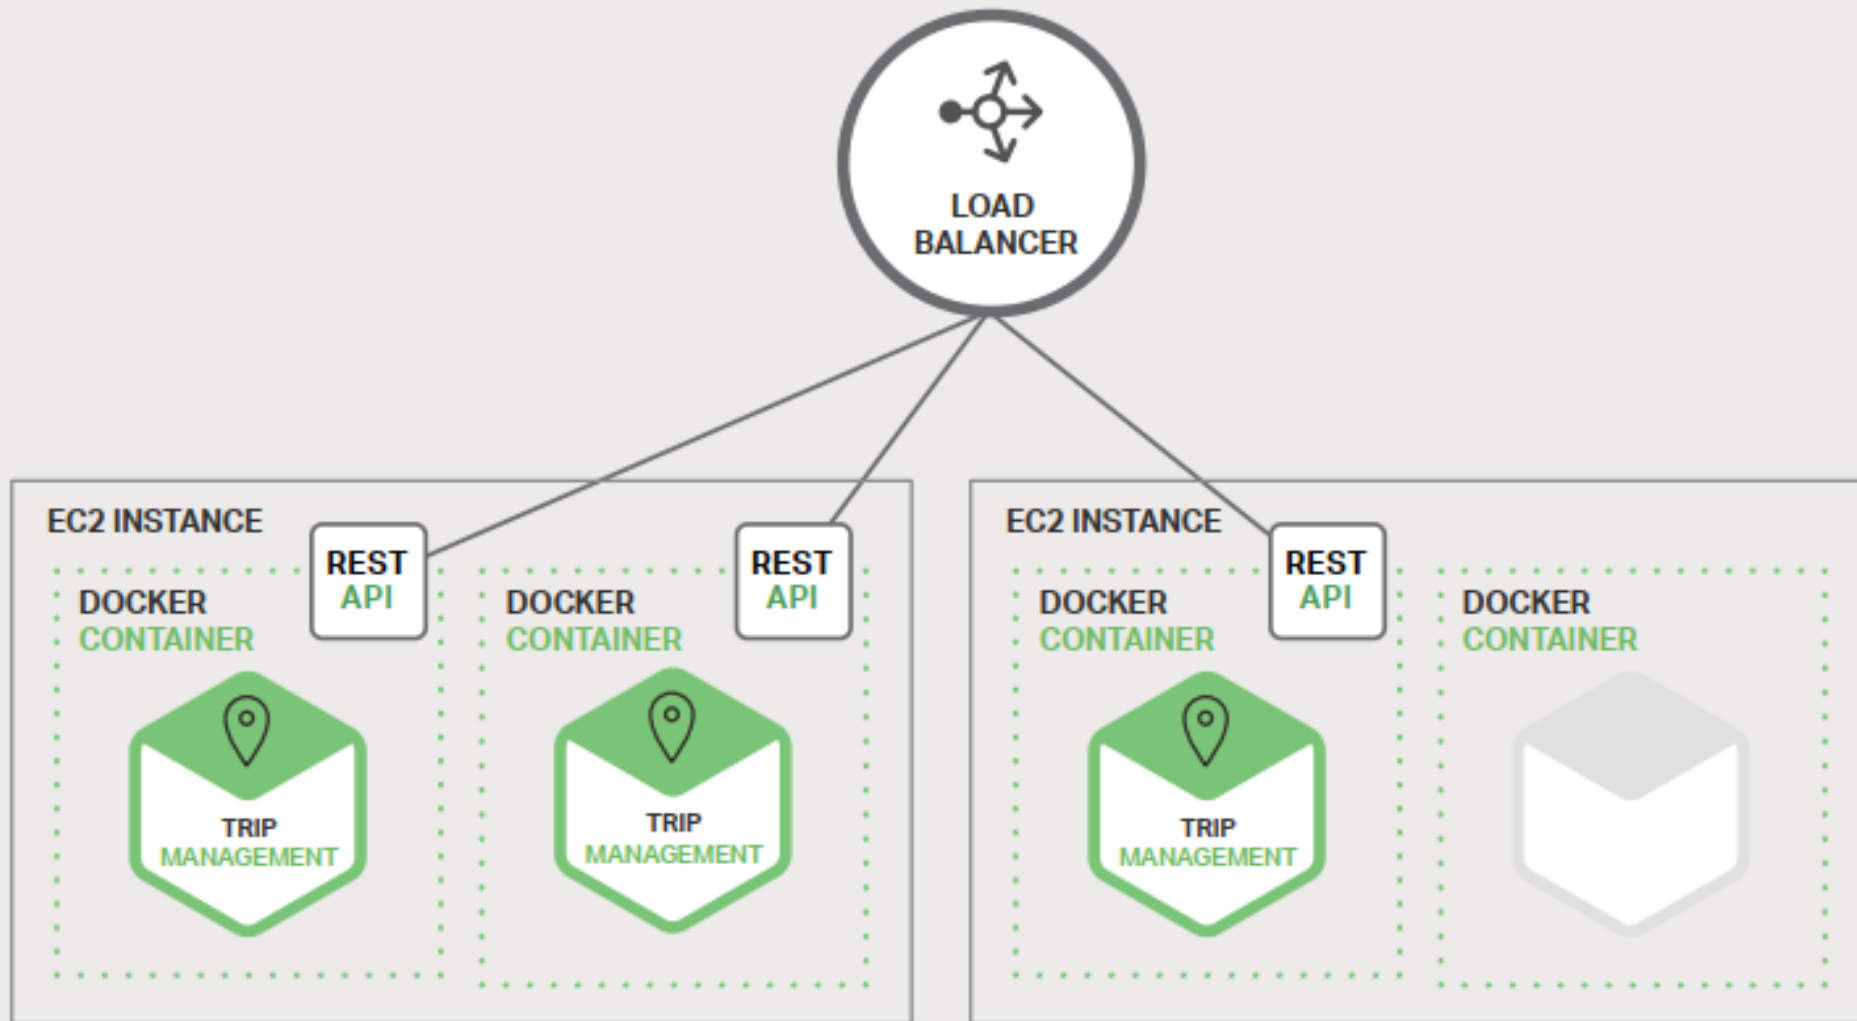 LOAD
BALANCER
EC2 INSTANCE
REST
API
DOCKER
CONTAINER
TRIP
MANAGEMENT
REST
API
DOCKER
CONTAINER
TRIP
MANAGEMENT
EC2 INSTANCE
REST
API
DOCKER
CONTAINER
TRIP
MANAGEMENT
DOCKER
CONTAINER